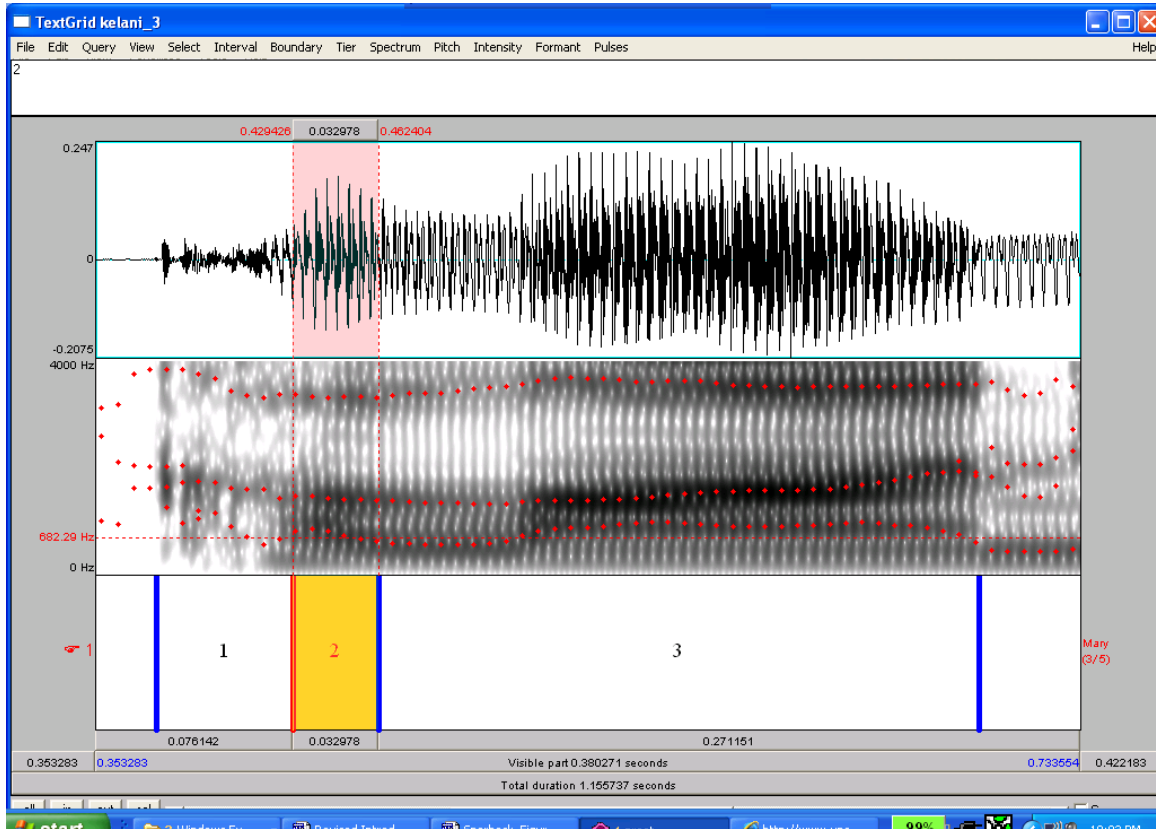 TextGrid kelani_3
File Edit Query View Select Interval Boundary Tier Spectrum Pitch Intensity Formant Pulses Help
2
0.429426 0.032978 0.462404
0.247
0
-0.2075
4000 Hz
682.29 Hz
0 Hz
1 1 2 3 Mary
(3/5)
0.076142 0.032978 0.271151
0.353283 0.353283 Visible part 0.380271 seconds 0.733554 0.422183
Total duration 1.155737 seconds
start 99%